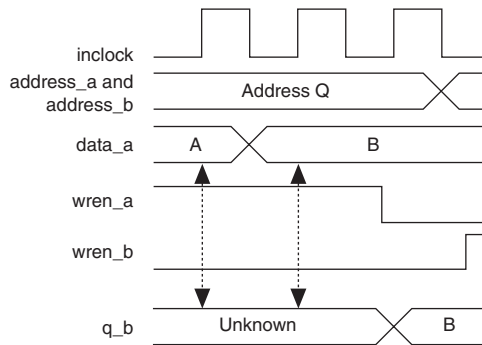 inclock
address_a and
address_b
Address Q
data_a
A
B
wren_a
wren_b
q_b
Unknown
B